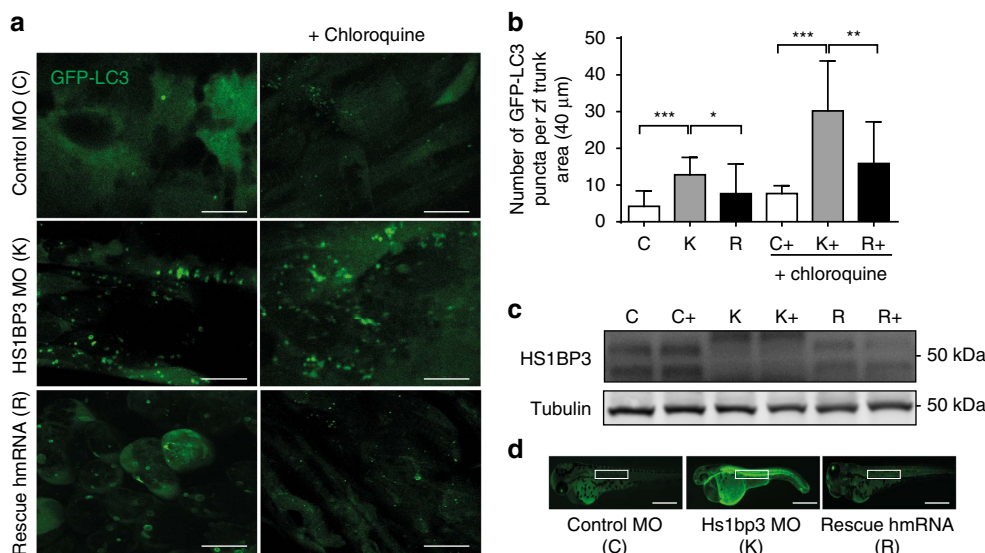 a
+ Chloroquine
GFP-LC3
Control MO (C)
HS1BP3 MO (K)
Rescue hmRNA (R)
b
Number of GFP-LC3
puncta per zf trunk
area (40 μm)
50
40
30
20
10
0
*** * *** **
C K R C+ K+ R+
+ chloroquine
c
C C+ K K+ R R+
HS1BP3
- 50 kDa
Tubulin
- 50 kDa
d
Control MO
(C)
Hs1bp3 MO
(K)
Rescue hmRNA
(R)